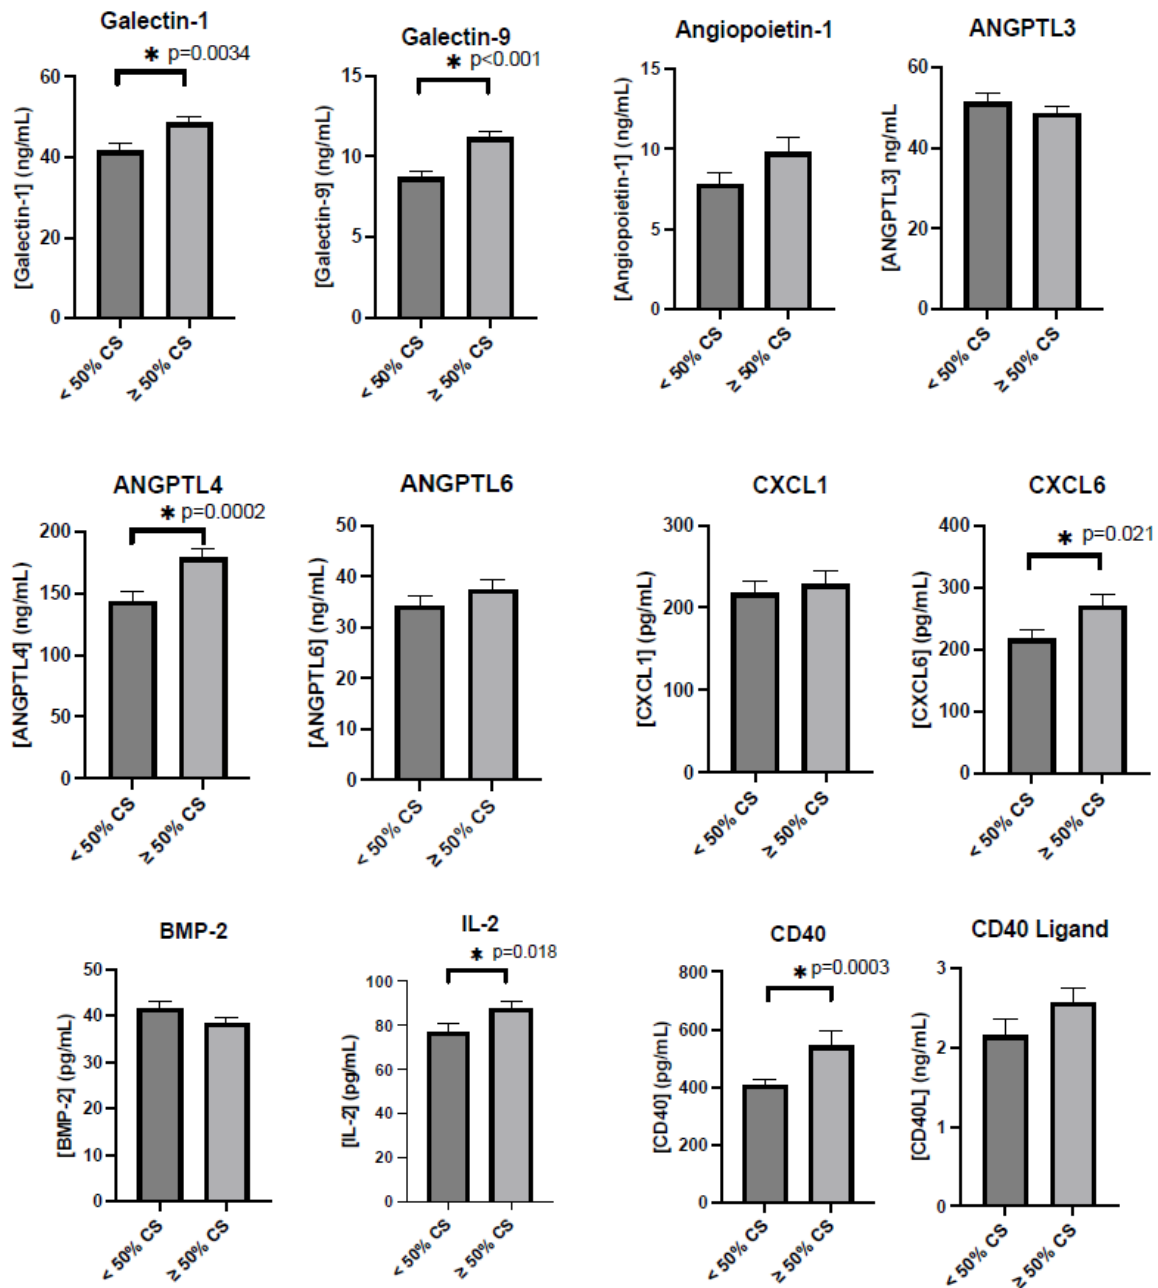 Galectin-1
* p=0.0034
[Galectin-1] (ng/mL)
60
40
20
0
< 50% CS
≥ 50% CS
Galectin-9
* p<0.001
[Galectin-9] (ng/mL)
15
10
5
0
< 50% CS
≥ 50% CS
Angiopoietin-1
[Angiopoietin-1] (ng/mL)
15
10
5
0
< 50% CS
≥ 50% CS
ANGPTL3
[ANGPTL3] ng/mL
60
40
20
0
< 50% CS
≥ 50% CS
ANGPTL4
* p=0.0002
[ANGPTL4] (ng/mL)
200
150
100
50
0
< 50% CS
≥ 50% CS
ANGPTL6
[ANGPTL6] (ng/mL)
50
40
30
20
10
0
< 50% CS
≥ 50% CS
CXCL1
[CXCL1] (pg/mL)
300
200
100
0
< 50% CS
≥ 50% CS
CXCL6
* p=0.021
[CXCL6] (pg/mL)
400
300
200
100
0
< 50% CS
≥ 50% CS
BMP-2
[BMP-2] (pg/mL)
50
40
30
20
10
0
< 50% CS
≥ 50% CS
IL-2
* p=0.018
[IL-2] (pg/mL)
100
80
60
40
20
0
< 50% CS
≥ 50% CS
CD40
* p=0.0003
[CD40] (pg/mL)
800
600
400
200
0
< 50% CS
≥ 50% CS
CD40 Ligand
[CD40L] (ng/mL)
3
2
1
0
< 50% CS
≥ 50% CS